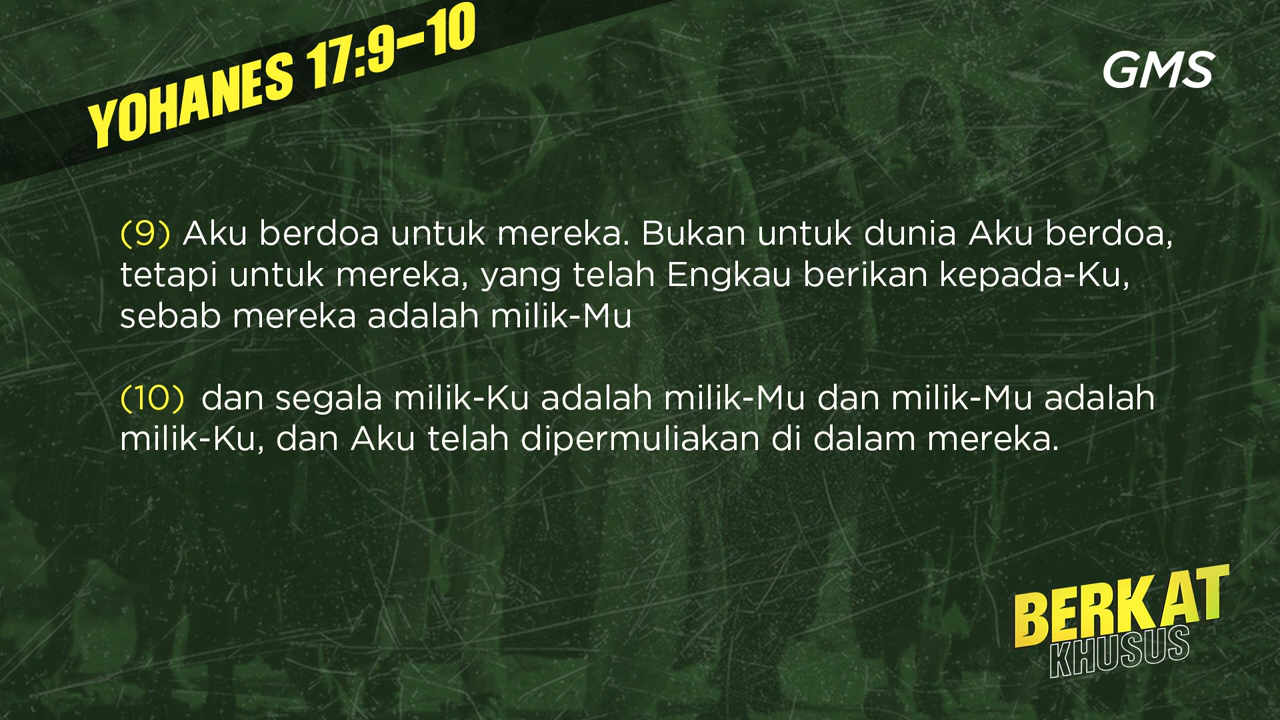 YOHANES 17:9–10
GMS
(9) Aku berdoa untuk mereka. Bukan untuk dunia Aku berdoa,
tetapi untuk mereka, yang telah Engkau berikan kepada-Ku,
sebab mereka adalah milik-Mu
(10) dan segala milik-Ku adalah milik-Mu dan milik-Mu adalah
milik-Ku, dan Aku telah dipermuliakan di dalam mereka.
BERKAT
KHUSUS